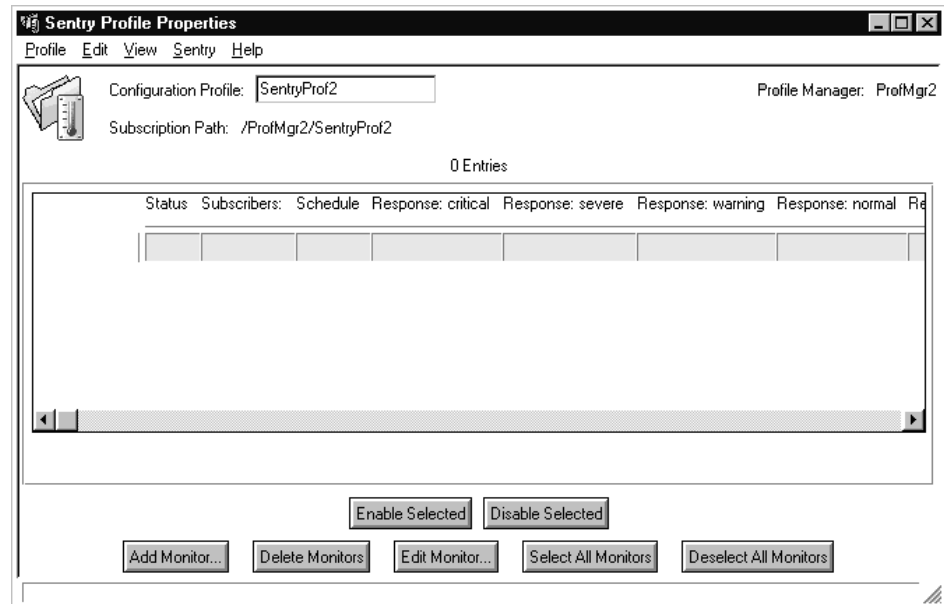 Sentry Profile Properties
Profile Edit View Sentry Help
Configuration Profile: SentryProf2 Profile Manager: ProfMgr2
Subscription Path: /ProfMgr2/SentryProf2
0 Entries
Status Subscribers: Schedule Response: critical Response: severe Response: warning Response: normal Re
Enable Selected Disable Selected
Add Monitor... Delete Monitors Edit Monitor... Select All Monitors Deselect All Monitors